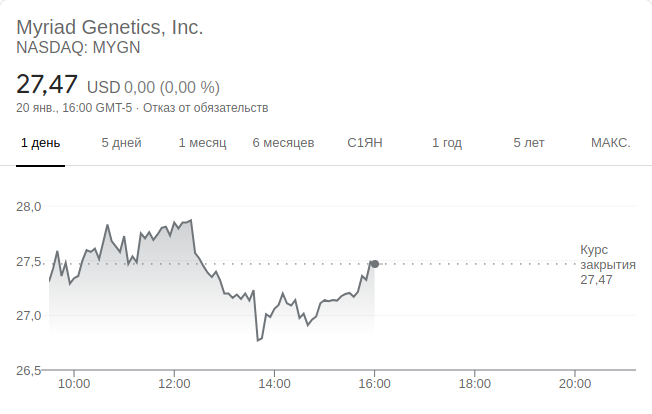 Myriad Genetics, Inc.
NASDAQ: MYGN
27,47 USD 0,00 (0,00 %)
20 янв., 16:00 GMT-5 · Отказ от обязательств
1 день 5 дней 1 месяц 6 месяцев С1ЯН 1 год 5 лет МАКС.
28,0
27,5
27,0
26,5
Курс
закрытия
27,47
10:00 12:00 14:00 16:00 18:00 20:00